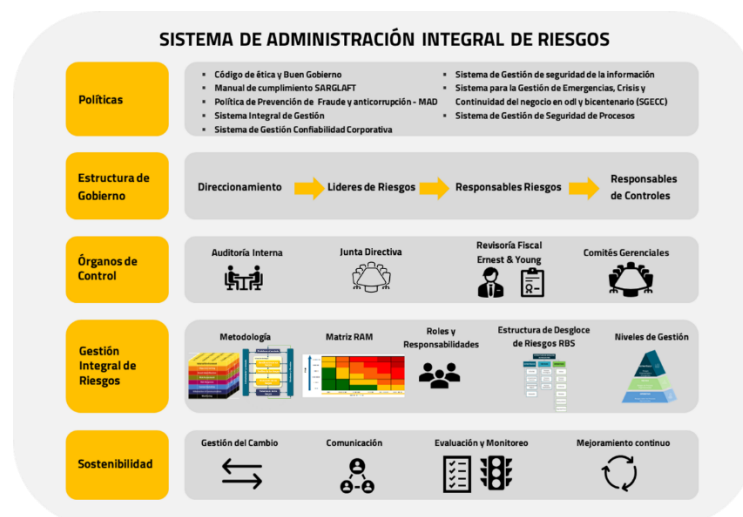 SISTEMA DE ADMINISTRACIÓN INTEGRAL DE RIESGOS
Políticas
Código de ética y Buen Gobierno
Manual de cumplimiento SARGLAFT
Política de Prevención de Fraude y anticorrupción - MAD
Sistema Integral de Gestión
Sistema de Gestión Confiabilidad Corporativa
Sistema de Gestión de seguridad de la información
Sistema para la Gestión de Emergencias, Crisis y
Continuidad del negocio en odl y bicentenario (SGECC)
Sistema de Gestión de Seguridad de Procesos
Estructura de
Gobierno
Direccionamiento
Lideres de Riesgos
Responsables Riesgos
Responsables
de Controles
Órganos de
Control
Auditoría Interna
Junta Directiva
Revisoría Fiscal
Ernest & Young
Comités Gerenciales
Gestión
Integral de
Riesgos
Metodología
Matriz RAM
Roles y
Responsabilidades
Estructura de Desgloce
de Riesgos RBS
Niveles de Gestión
Sostenibilidad
Gestión del Cambio
Comunicación
Evaluación y Monitoreo
Mejoramiento continuo